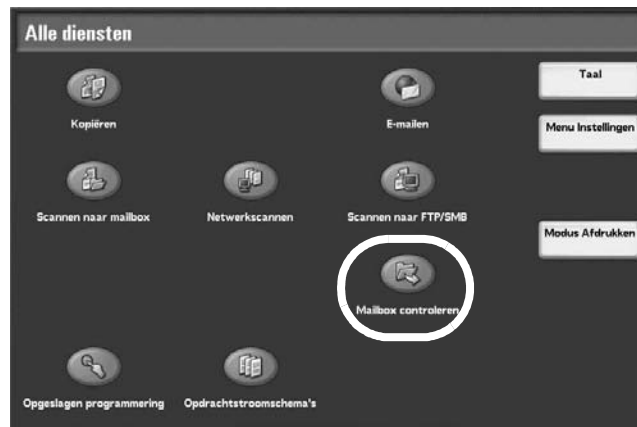 Alle diensten
Kopiëren
E-mailen
Taal
Menu Instellingen
Scannen naar mailbox
Netwerkscannen
Scannen naar FTP/SMB
Modus Afdrukken
Mailbox controleren
Opgeslagen programmering
Opdrachtstroomschema's